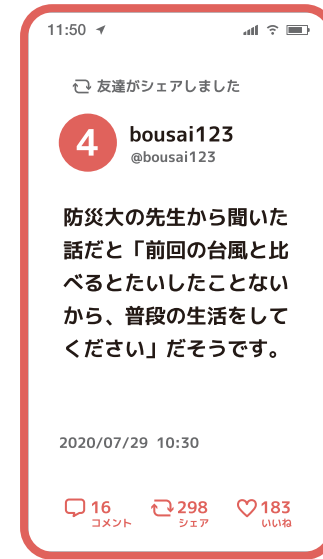 11:50
友達がシェアしました
4
bousai123
@bousai123
防災大の先生から聞いた
話だと「前回の台風と比
べるとたいしたことない
から、普段の生活をして
ください」だそうです。
2020/07/29 10:30
16 298 183
コメント シェア いいね